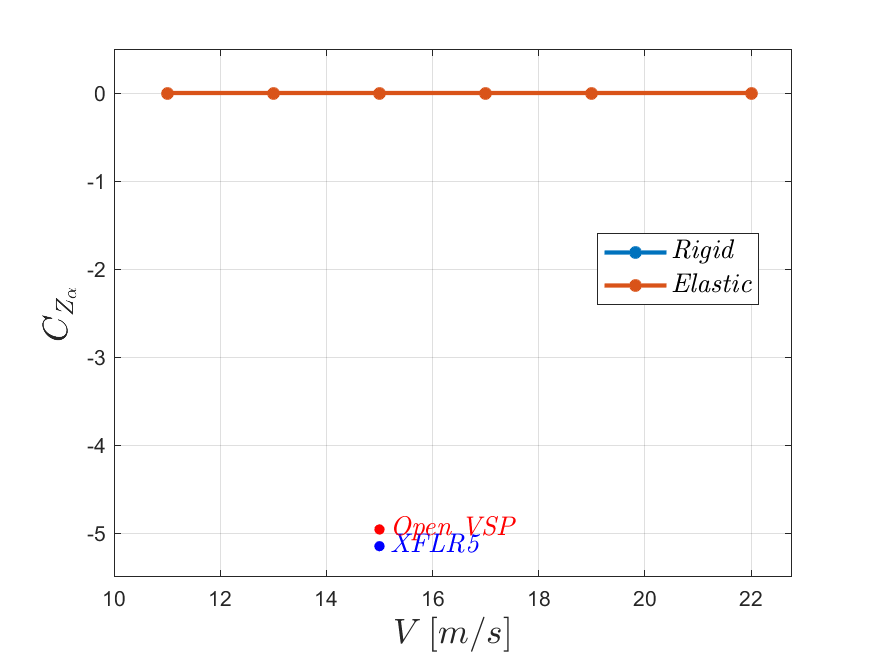 0
-1
-2
-3
-4
-5
C_{Z_α}
Rigid
Elastic
Open VSP
XFLR5
10 12 14 16 18 20 22
V [m/s]